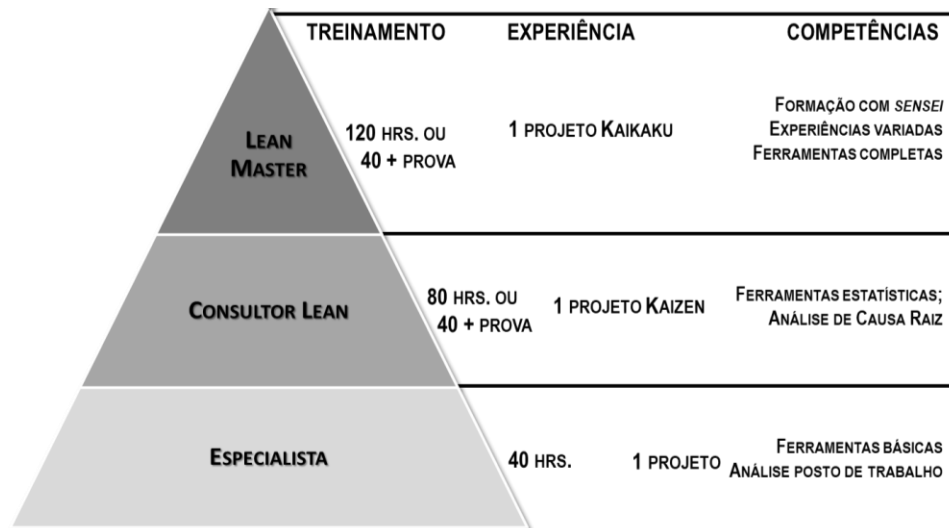 TREINAMENTO EXPERIÊNCIA COMPETÊNCIAS
LEAN
MASTER
120 HRS. OU
40 + PROVA
1 PROJETO KAIKAKU
FORMAÇÃO COM SENSEI
EXPERIÊNCIAS VARIADAS
FERRAMENTAS COMPLETAS
CONSULTOR LEAN
80 HRS. OU
40 + PROVA
1 PROJETO KAIZEN
FERRAMENTAS ESTATÍSTICAS;
ANÁLISE DE CAUSA RAIZ
ESPECIALISTA
40 HRS.
1 PROJETO
FERRAMENTAS BÁSICAS
ANÁLISE POSTO DE TRABALHO